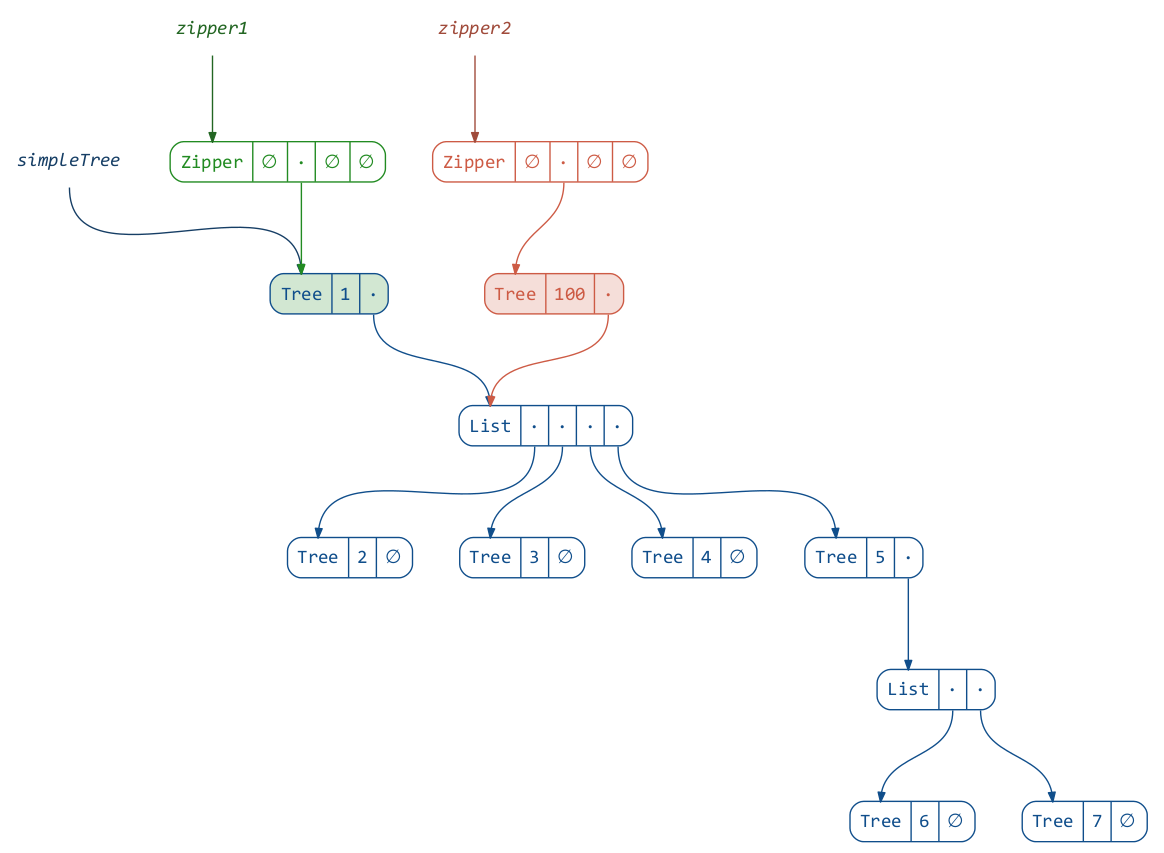 zipper1 zipper2
simpleTree Zipper ∅ · ∅ ∅ Zipper ∅ · ∅ ∅
Tree 1 · Tree 100 ·
List · · · ·
Tree 2 ∅ Tree 3 ∅ Tree 4 ∅ Tree 5 ·
List · ·
Tree 6 ∅ Tree 7 ∅